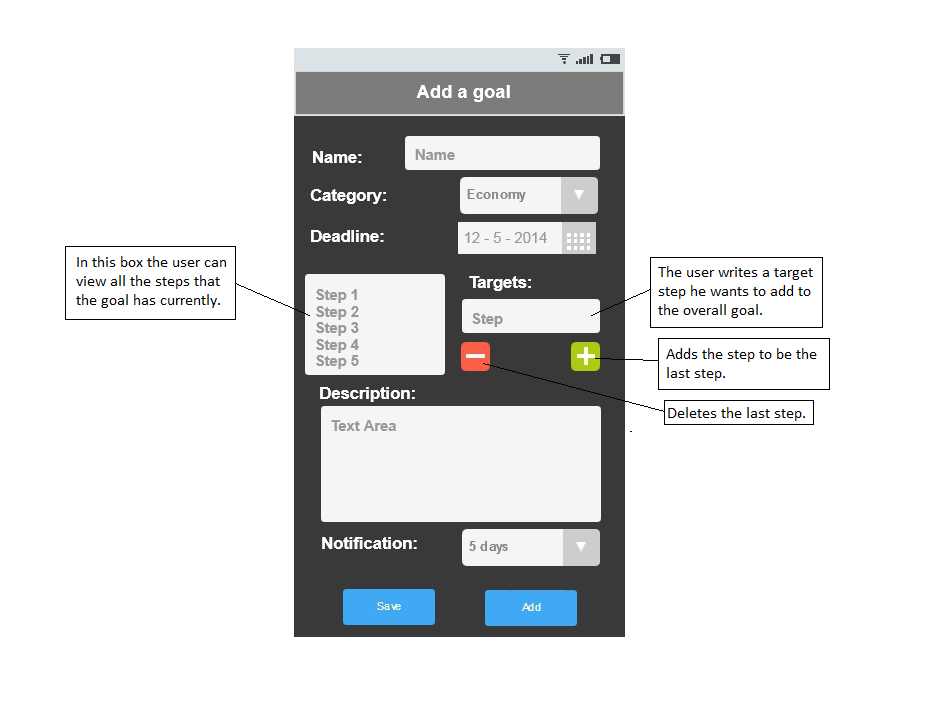 Add a goal
Name:
Name
Category:
Economy
Deadline:
12 - 5 - 2014
In this box the user can
view all the steps that
the goal has currently.
Step 1
Step 2
Step 3
Step 4
Step 5
Targets:
Step
The user writes a target
step he wants to add to
the overall goal.
Adds the step to be the
last step.
Deletes the last step.
Description:
Text Area
Notification:
5 days
Save
Add